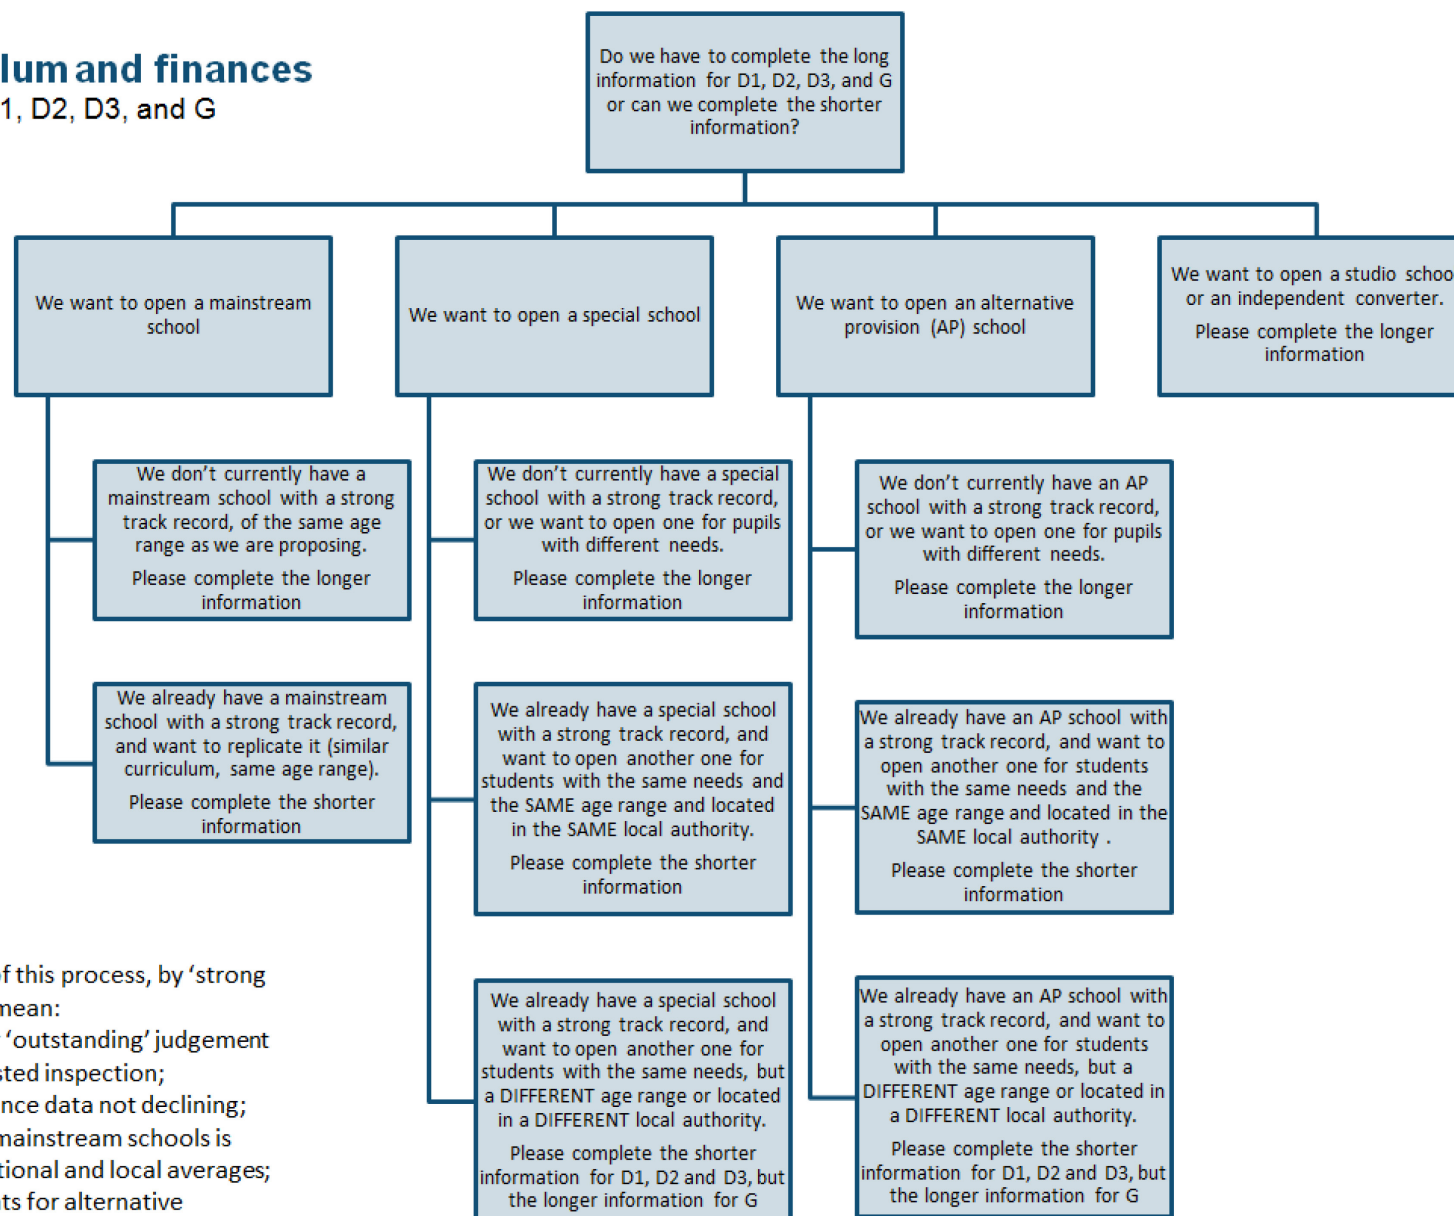 lum and finances
1, D2, D3, and G
Do we have to complete the long
information for D1, D2, D3, and G
or can we complete the shorter
information?
We want to open a mainstream
school
We want to open a special school
We want to open an alternative
provision (AP) school
We want to open a studio schoo
or an independent converter.
Please complete the longer
information
We don't currently have a
mainstream school with a strong
track record, of the same age
range as we are proposing.
Please complete the longer
information
We don't currently have a special
school with a strong track record,
or we want to open one for pupils
with different needs.
Please complete the longer
information
We don't currently have an AP
school with a strong track record,
or we want to open one for pupils
with different needs.
Please complete the longer
information
We already have a mainstream
school with a strong track record,
and want to replicate it (similar
curriculum, same age range).
Please complete the shorter
information
We already have a special school
with a strong track record, and
want to open another one for
students with the same needs and
the SAME age range and located
in the SAME local authority.
Please complete the shorter
information
We already have an AP school with
a strong track record, and want to
open another one for students
with the same needs and the
SAME age range and located in the
SAME local authority .
Please complete the shorter
information
We already have a special school
with a strong track record, and
want to open another one for
students with the same needs, but
a DIFFERENT age range or located
in a DIFFERENT local authority.
Please complete the shorter
information for D1, D2 and D3, but
the longer information for G
We already have an AP school with
a strong track record, and want to
open another one for students
with the same needs, but a
DIFFERENT age range or located in
a DIFFERENT local authority.
Please complete the shorter
information for D1, D2 and D3, but
the longer information for G
of this process, by 'strong
mean:
'outstanding' judgement
sted inspection;
nce data not declining;
mainstream schools is
tional and local averages;
ts for alternative